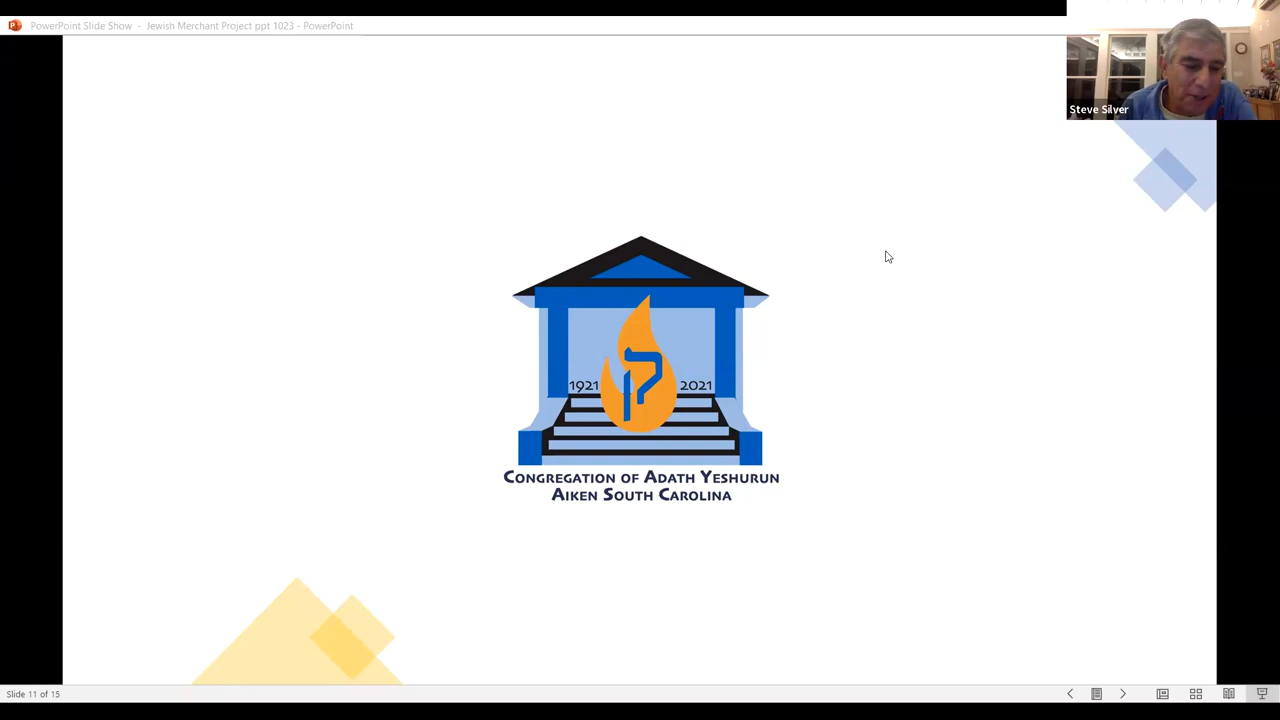 PowerPoint Slide Show - Jewish Merchant Project ppt 1023 - PowerPoint
Steve Silver
1921
ק
2021
CONGREGATION OF ADATH YESHURUN
AIKEN SOUTH CAROLINA
Slide 11 of 15